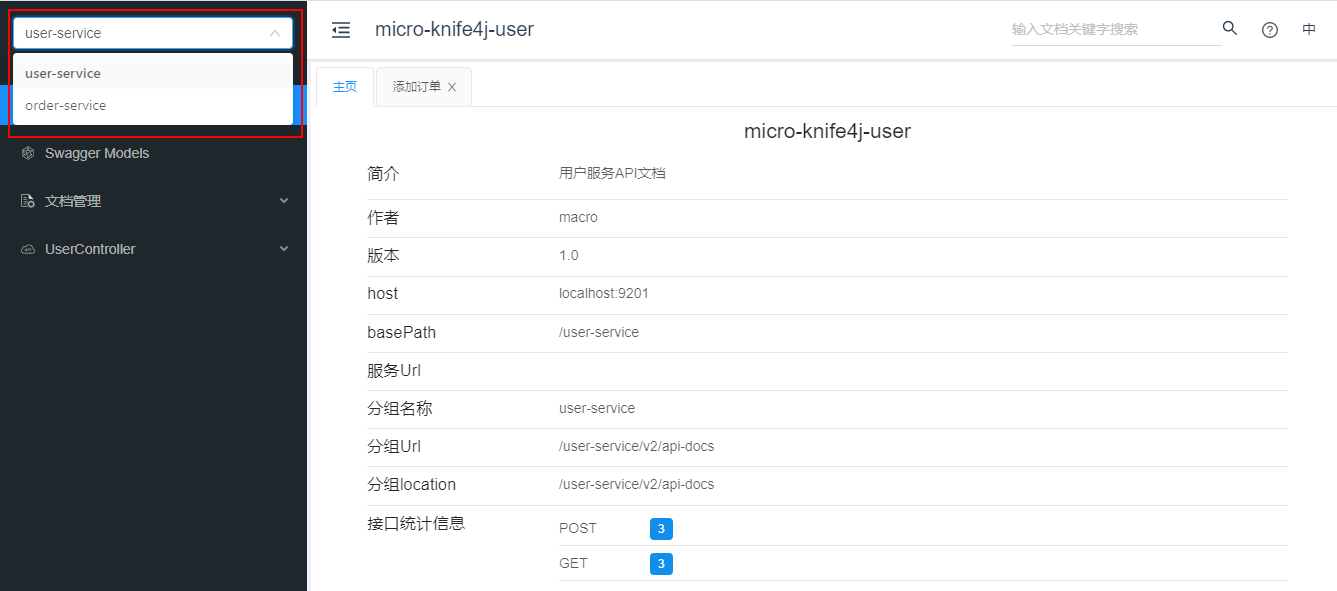 user-service
user-service
order-service
Swagger Models
文档管理
UserController
micro-knife4j-user
输入文档关键字搜索
中
主页
添加订单
micro-knife4j-user
简介 用户服务API文档
作者 macro
版本 1.0
host localhost:9201
basePath /user-service
服务Url
分组名称 user-service
分组Url /user-service/v2/api-docs
分组location /user-service/v2/api-docs
接口统计信息 POST 3
GET 3